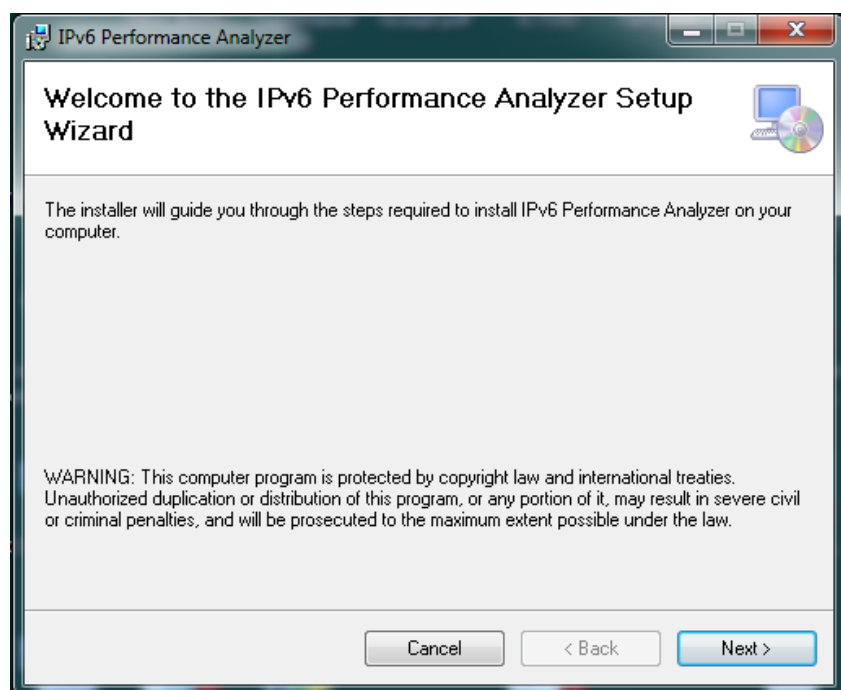 IPv6 Performance Analyzer
Welcome to the IPv6 Performance Analyzer Setup
Wizard
The installer will guide you through the steps required to install IPv6 Performance Analyzer on your
computer.
WARNING: This computer program is protected by copyright law and international treaties.
Unauthorized duplication or distribution of this program, or any portion of it, may result in severe civil
or criminal penalties, and will be prosecuted to the maximum extent possible under the law.
Cancel < Back Next >